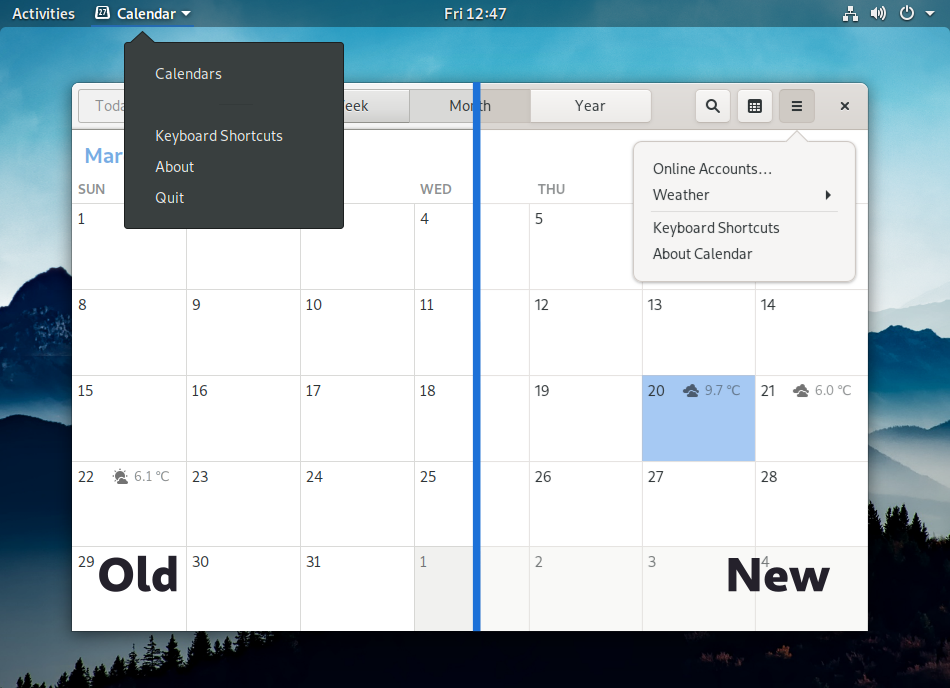 Activities 27 Calendar Fri 12:47
Calendars
Keyboard Shortcuts
About
Quit
Toda eek Month Year
Mar
Online Accounts…
Weather
Keyboard Shortcuts
About Calendar
SUN WED THU
1 4 5
8 9 10 11 12 13 14
15 16 17 18 19 20 9.7 °C 21 6.0 °C
22 6.1 °C 23 24 25 26 27 28
29 30 31 1 2 3 4
Old New